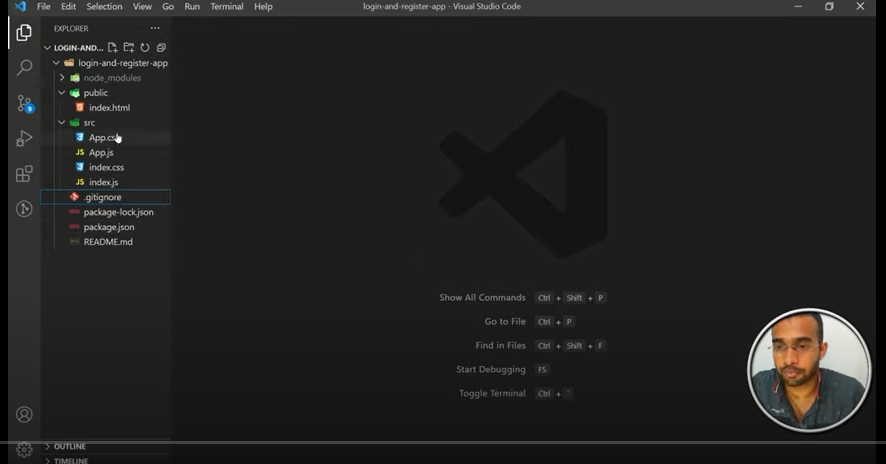 File Edit Selection View Go Run Terminal Help login-and-register-app - Visual Studio Code
EXPLORER
LOGIN-AND...
login-and-register-app
node_modules
public
index.html
src
App.css
JS App.js
index.css
JS index.js
.gitignore
package-lock.json
package.json
README.md
9
Show All Commands Ctrl + Shift + P
Go to File Ctrl + P
Find in Files Ctrl + Shift + F
Start Debugging F5
Toggle Terminal Ctrl + `
OUTLINE
TIMELINE